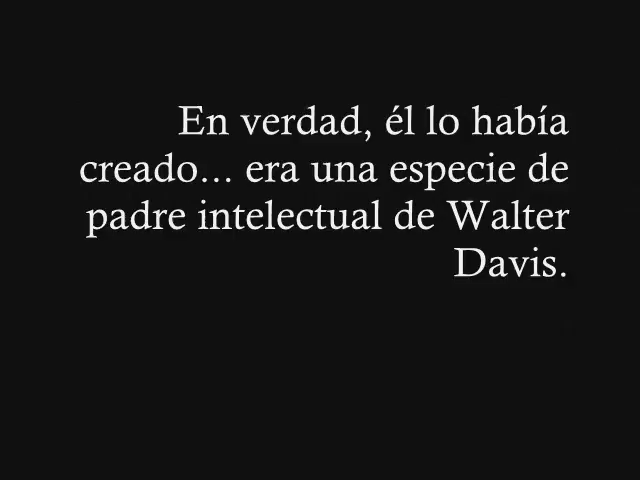 En verdad, él lo había
creado... era una especie de
padre intelectual de Walter
Davis.